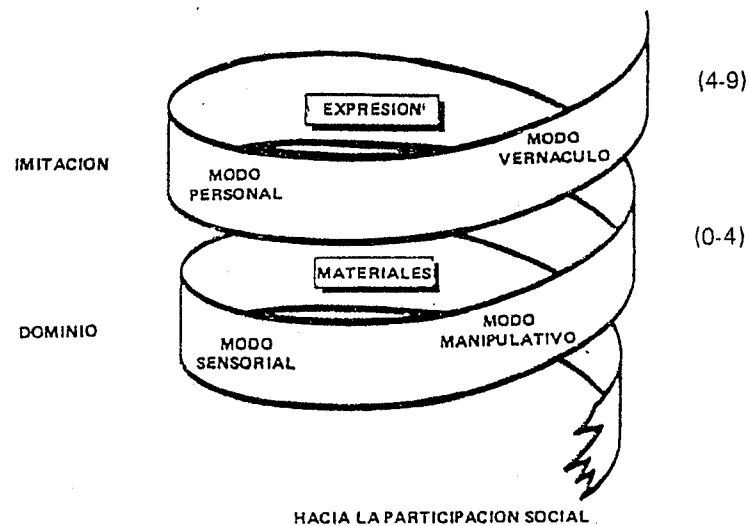 (4-9)
EXPRESION'
MODO
VERNACULO
IMITACION
MODO
PERSONAL
(0-4)
MATERIALES
MODO
MANIPULATIVO
DOMINIO
MODO
SENSORIAL
HACIA LA PARTICIPACION SOCIAL